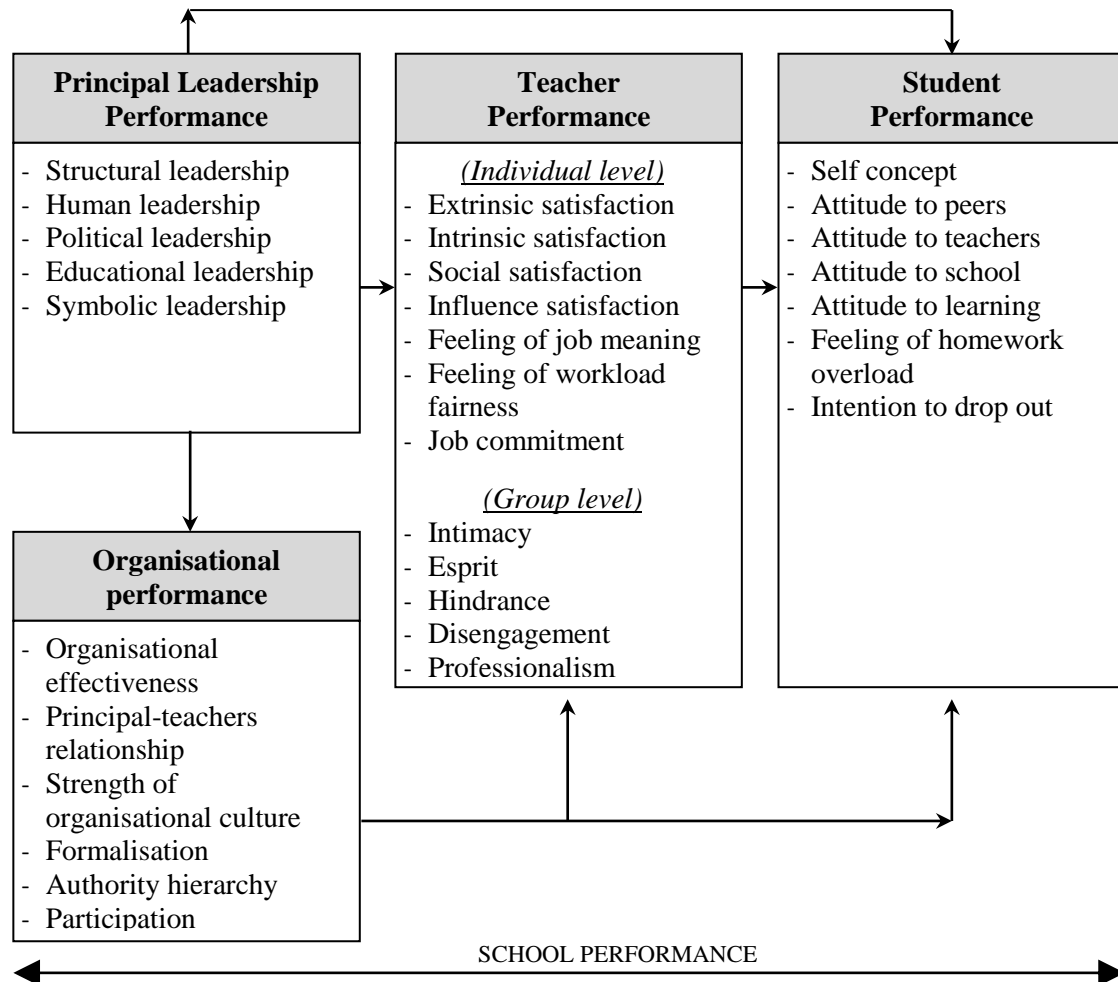 Principal Leadership
Performance
- Structural leadership
- Human leadership
- Political leadership
- Educational leadership
- Symbolic leadership
Teacher
Performance
(Individual level)
- Extrinsic satisfaction
- Intrinsic satisfaction
- Social satisfaction
- Influence satisfaction
- Feeling of job meaning
- Feeling of workload
fairness
- Job commitment
(Group level)
- Intimacy
- Esprit
- Hindrance
- Disengagement
- Professionalism
Student
Performance
- Self concept
- Attitude to peers
- Attitude to teachers
- Attitude to school
- Attitude to learning
- Feeling of homework
overload
- Intention to drop out
Organisational
performance
- Organisational
effectiveness
- Principal-teachers
relationship
- Strength of
organisational culture
- Formalisation
- Authority hierarchy
- Participation
SCHOOL PERFORMANCE